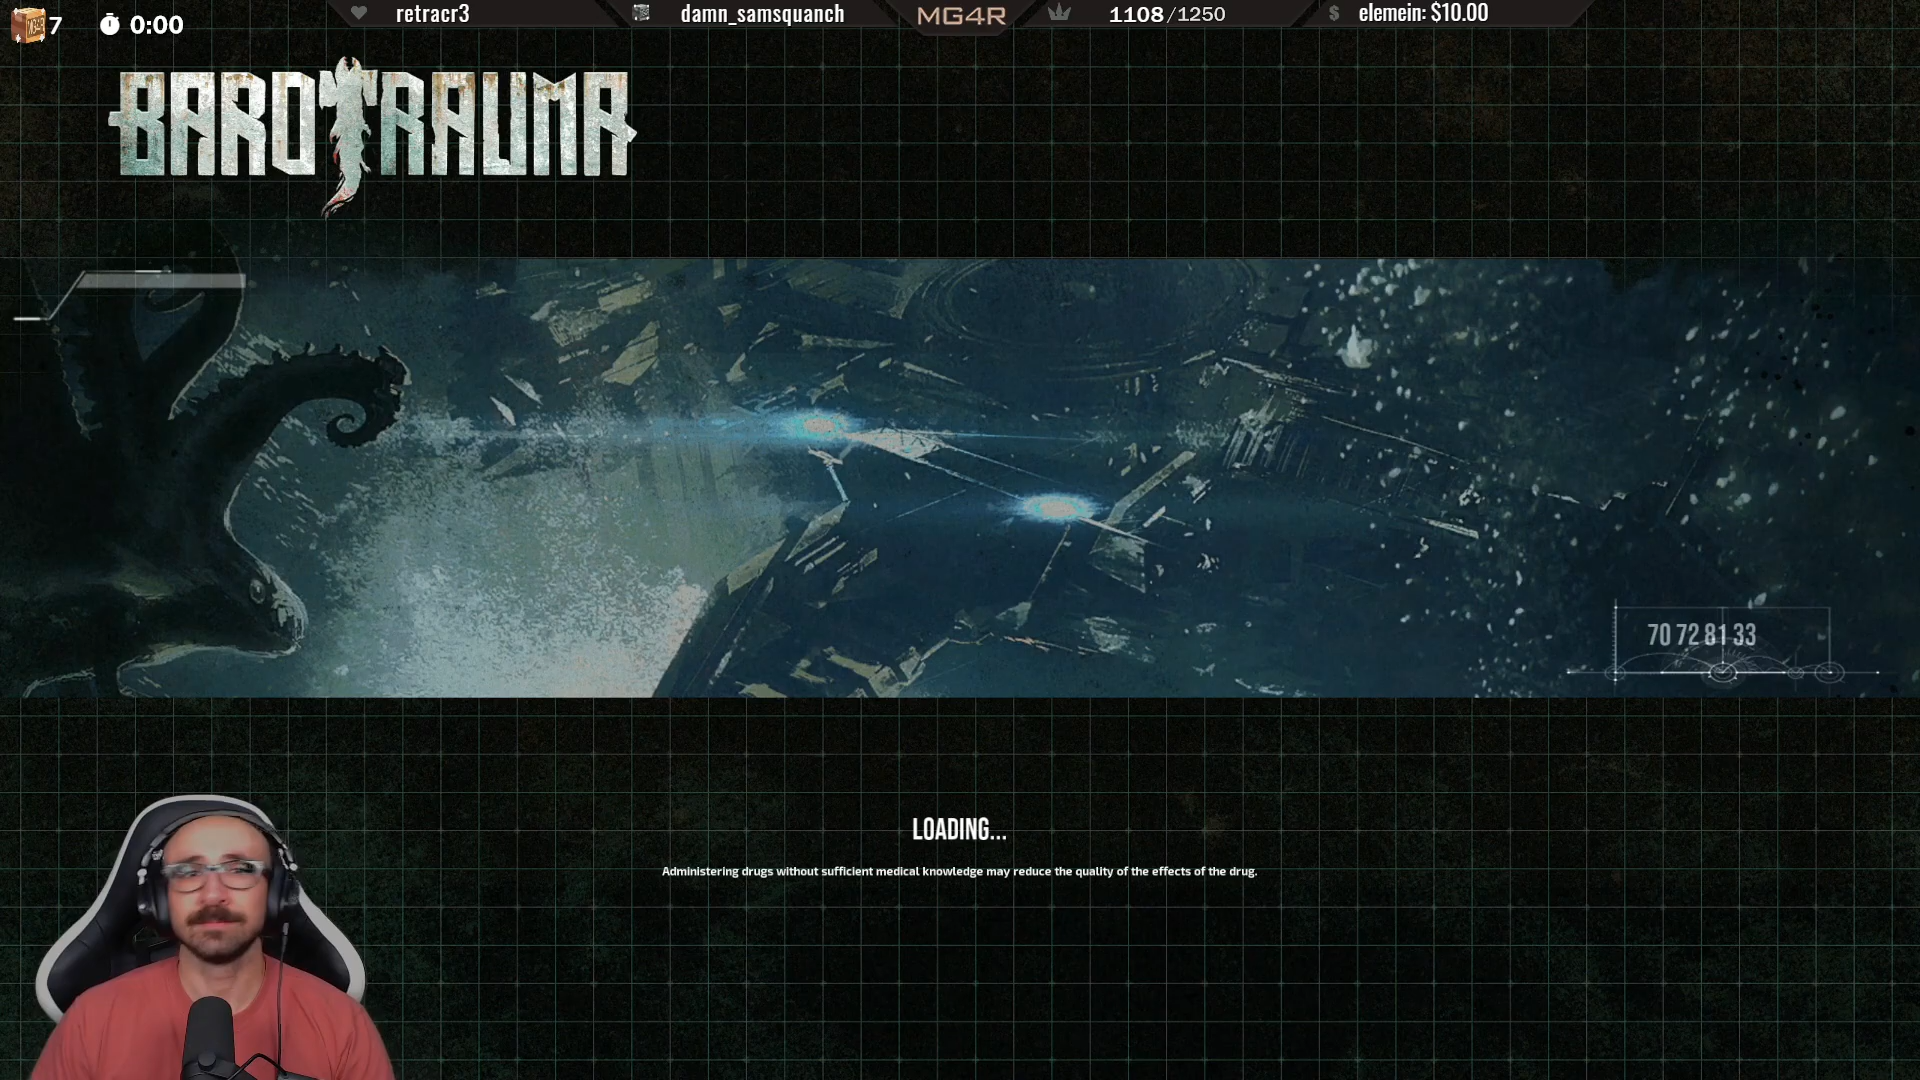 7 0:00 retracr3 damn_samsquanch MG4R 1108/1250 $ elemein: $10.00
BAROTRAUMA
70 72 81 33
LOADING...
Administering drugs without sufficient medical knowledge may reduce the quality of the effects of the drug.